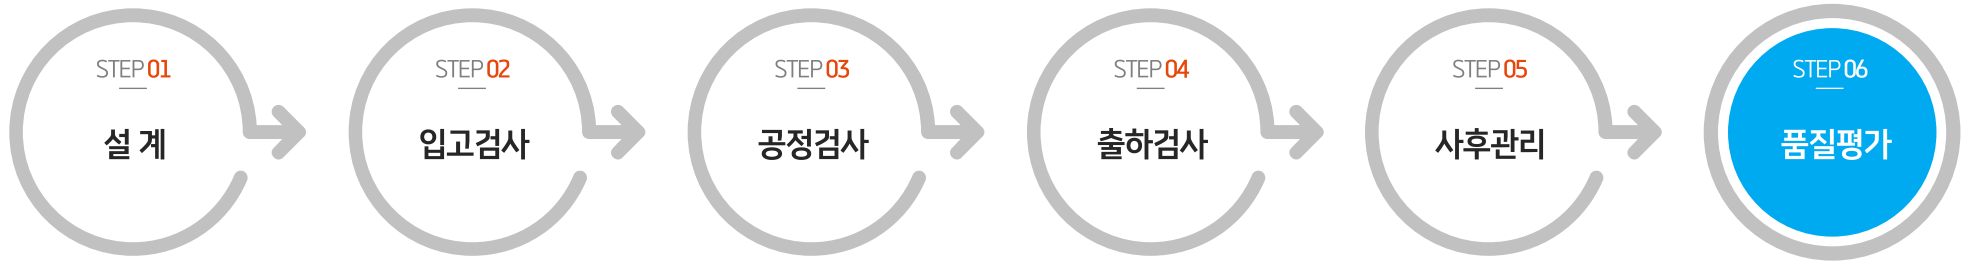 STEP 01
설 계
STEP 02
입고검사
STEP 03
공정검사
STEP 04
출하검사
STEP 05
사후관리
STEP 06
품질평가